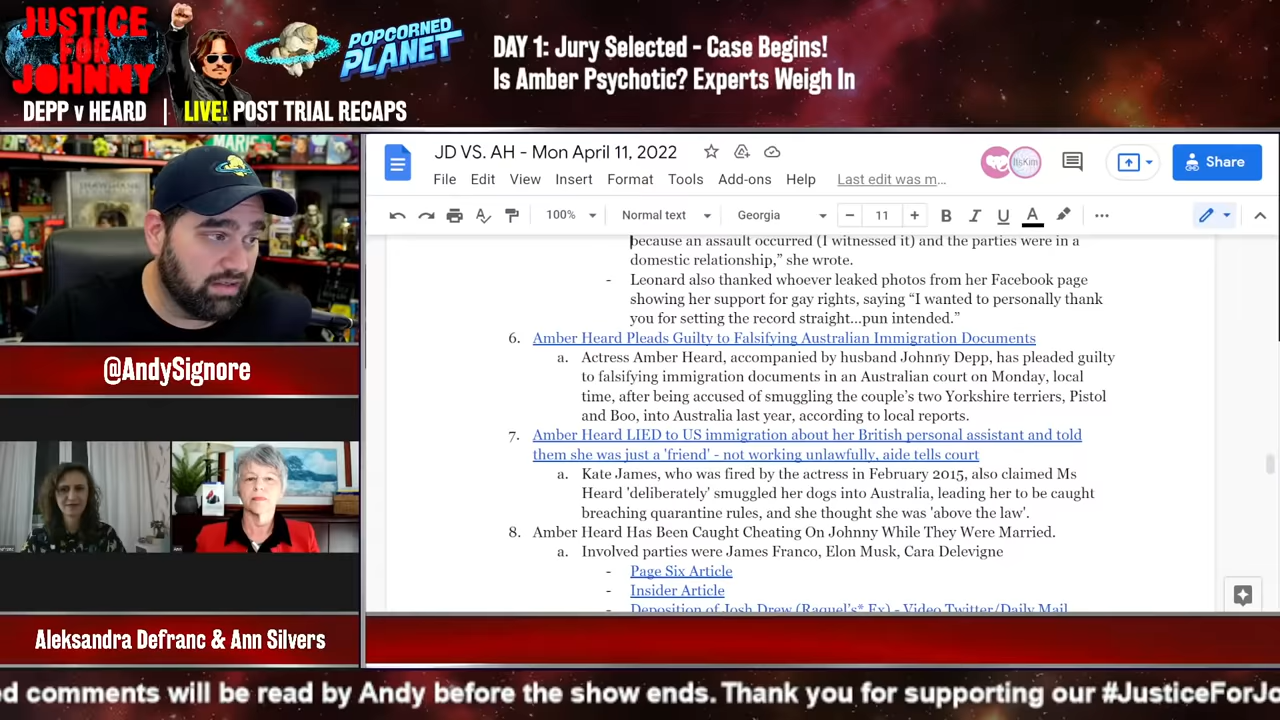 JUSTICE
FOR
JOHNNY
POPCORNED
PLANET
DEPP v HEARD | LIVE! POST TRIAL RECAPS
DAY 1: Jury Selected - Case Begins!
Is Amber Psychotic? Experts Weigh In
@AndySignore
Aleksandra Defranc & Ann Silvers
JD VS. AH - Mon April 11, 2022
Share
File Edit View Insert Format Tools Add-ons Help Last edit was m...
100% Normal text Georgia 11
because an assault occurred (I witnessed it) and the parties were in a
domestic relationship,” she wrote.
- Leonard also thanked whoever leaked photos from her Facebook page
showing her support for gay rights, saying “I wanted to personally thank
you for setting the record straight...pun intended.”
6. Amber Heard Pleads Guilty to Falsifying Australian Immigration Documents
a. Actress Amber Heard, accompanied by husband Johnny Depp, has pleaded guilty
to falsifying immigration documents in an Australian court on Monday, local
time, after being accused of smuggling the couple’s two Yorkshire terriers, Pistol
and Boo, into Australia last year, according to local reports.
7. Amber Heard LIED to US immigration about her British personal assistant and told
them she was just a 'friend' - not working unlawfully, aide tells court
a. Kate James, who was fired by the actress in February 2015, also claimed Ms
Heard 'deliberately' smuggled her dogs into Australia, leading her to be caught
breaching quarantine rules, and she thought she was 'above the law'.
8. Amber Heard Has Been Caught Cheating On Johnny While They Were Married.
a. Involved parties were James Franco, Elon Musk, Cara Delevigne
- Page Six Article
- Insider Article
- Deposition of Josh Drew (Raquel's* Ex) - Video Twitter/Daily Mail
ed comments will be read by Andy before the show ends. Thank you for supporting our #JusticeForJo